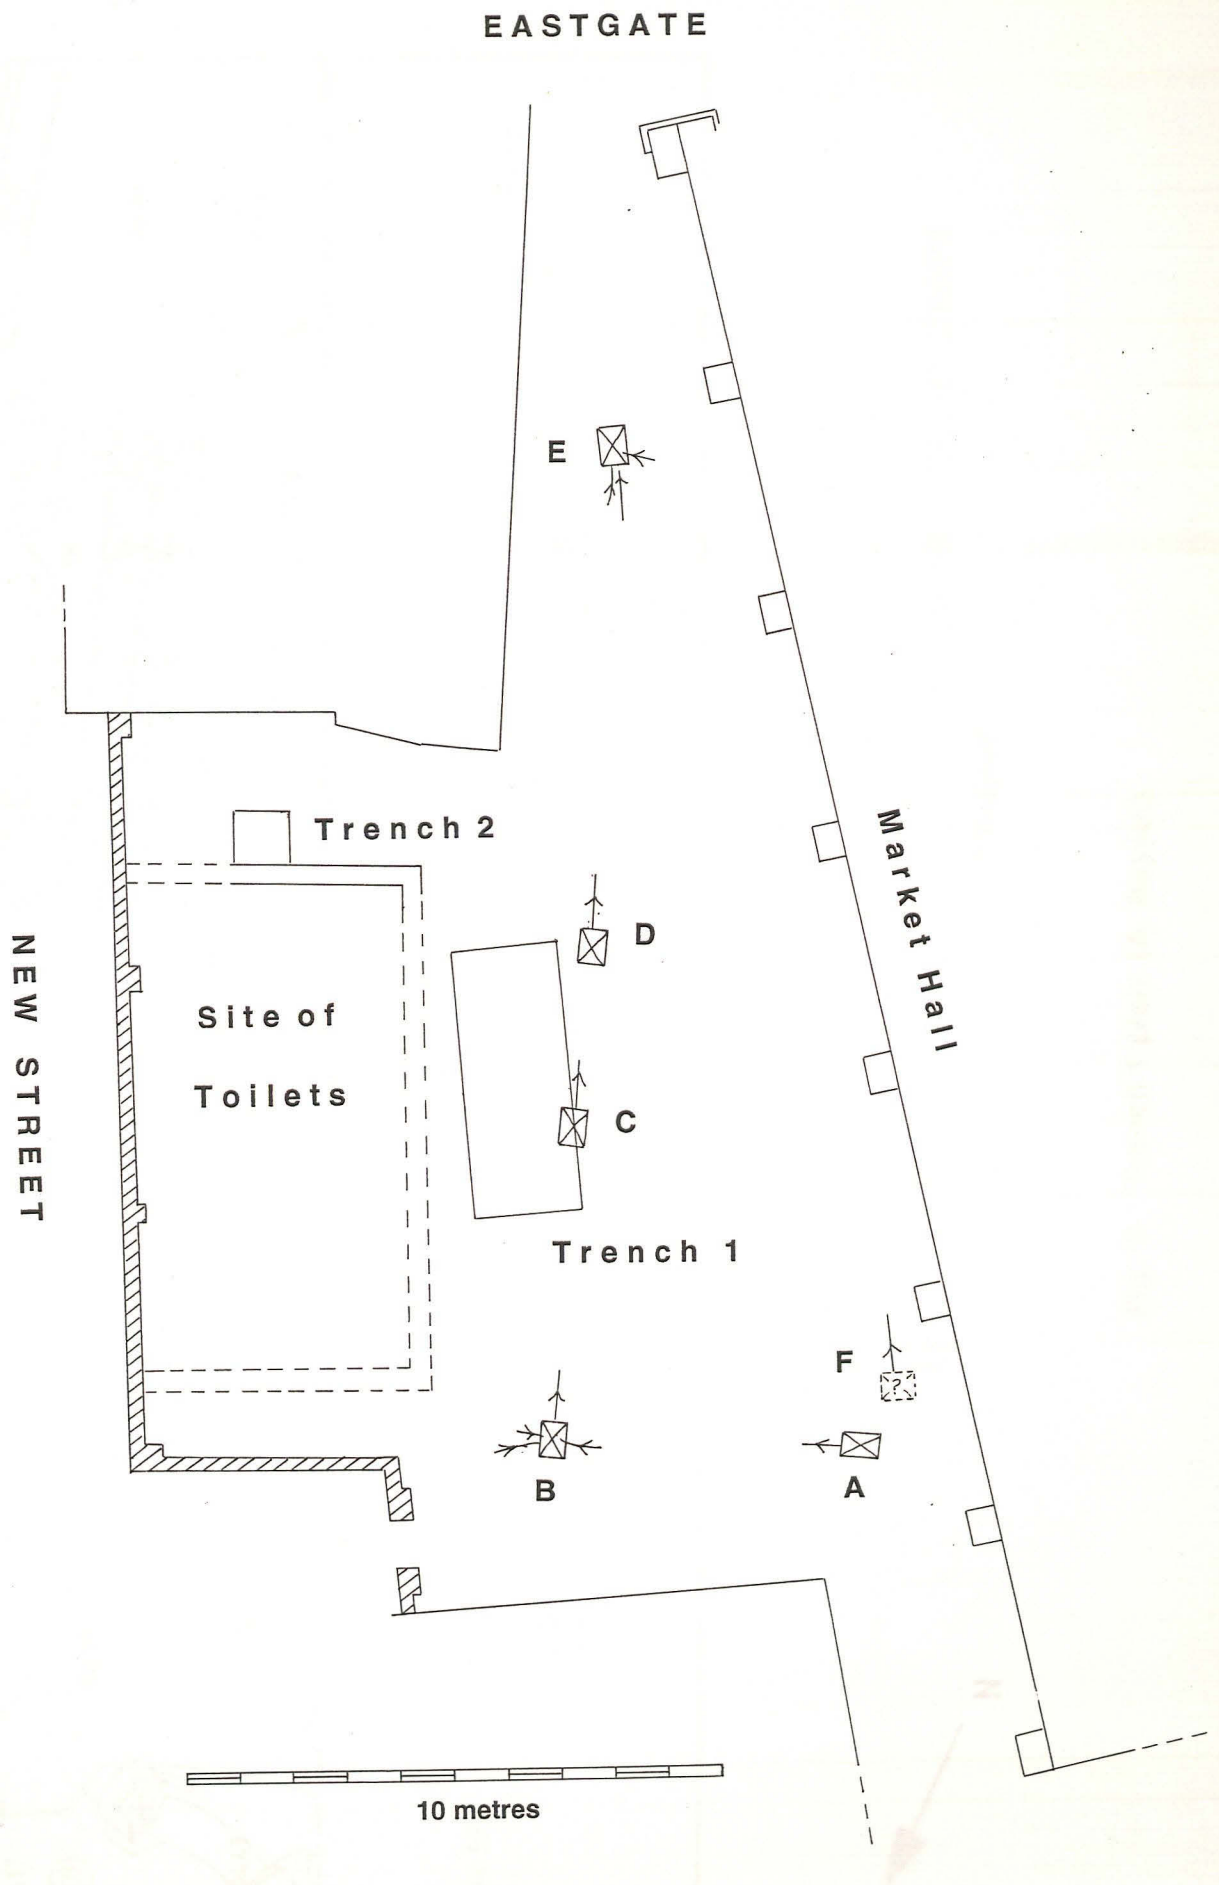 EASTGATE
E
Trench 2
D
Market Hall
NEW STREET
Site of
Toilets
C
Trench 1
F
?
B
A
N
10 metres